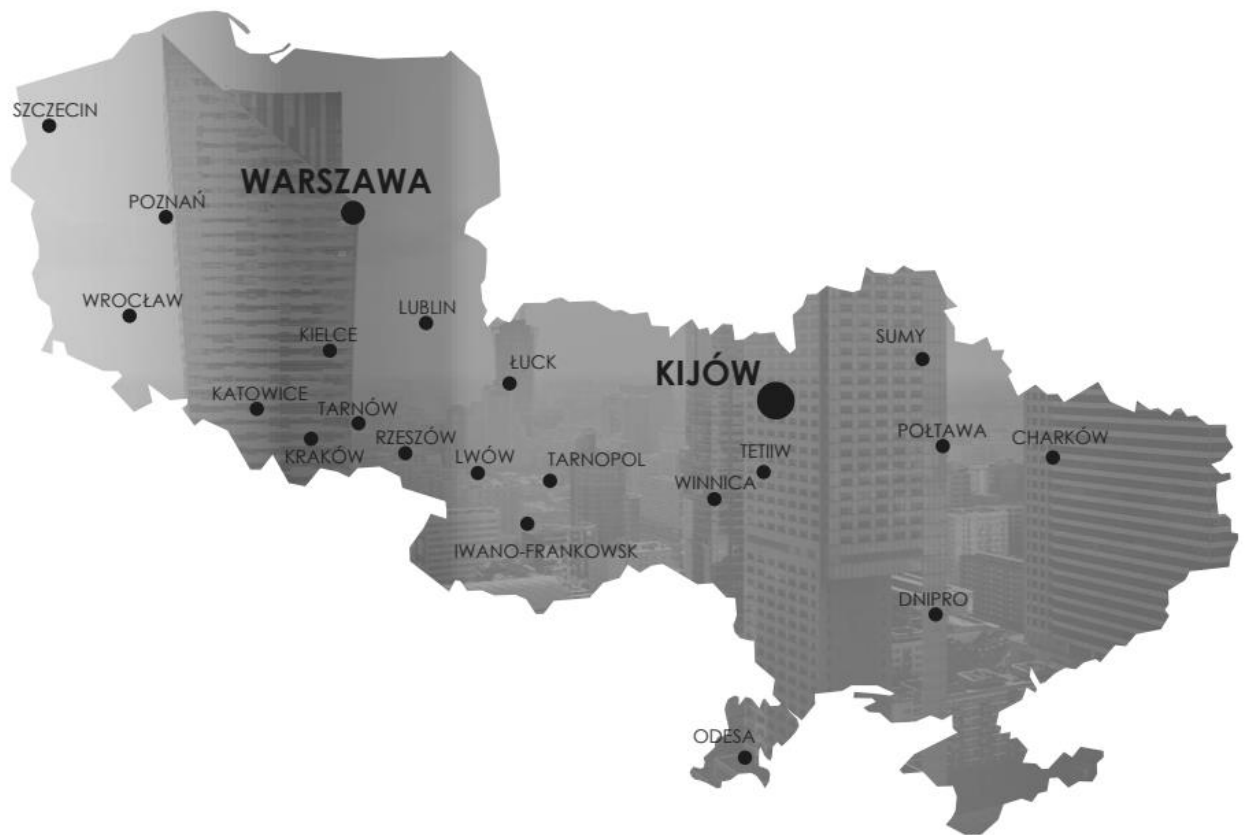 SZCZECIN
WARSZAWA
POZNAŃ
WROCŁAW
LUBLIN
KIELCE
SUMY
ŁUCK
KIJÓW
KATOWICE
TARNÓW
RZESZÓW
POŁTAWA
CHARKÓW
KRAKÓW
LWÓW
TARNOPOL
TETIIW
WINNICA
IWANO-FRANKOWSK
DNIPRO
ODESA